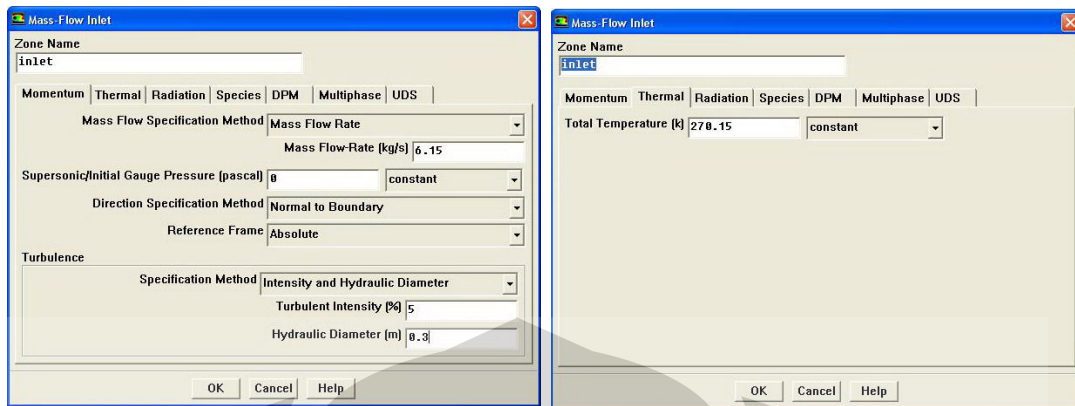 Mass-Flow Inlet
Zone Name
inlet
Momentum Thermal Radiation Species DPM Multiphase UDS
Mass Flow Specification Method Mass Flow Rate
Mass Flow-Rate (kg/s) 6.15
Supersonic/Initial Gauge Pressure (pascal) 0 constant
Direction Specification Method Normal to Boundary
Reference Frame Absolute
Turbulence
Specification Method Intensity and Hydraulic Diameter
Turbulent Intensity (%) 5
Hydraulic Diameter (m) 0.3
OK Cancel Help
Mass-Flow Inlet
Zone Name
inlet
Momentum Thermal Radiation Species DPM Multiphase UDS
Total Temperature (k) 270.15 constant
OK Cancel Help